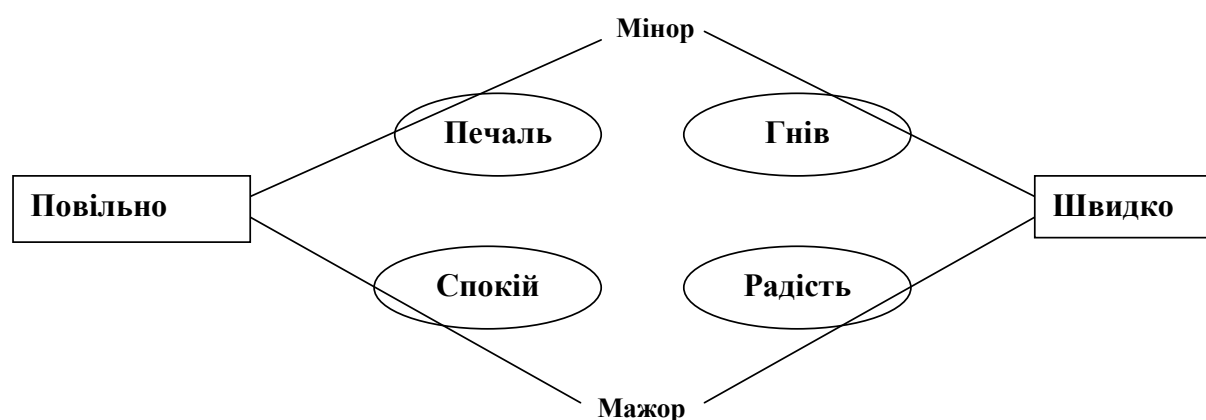 Мінор
Печаль Гнів
Повільно Швидко
Спокій Радість
Мажор